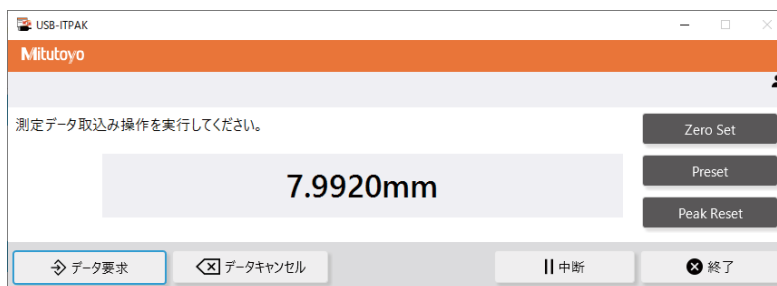 USB-ITPAK
Mitutoyo
測定データ取込み操作を実行してください。
Zero Set
7.9920mm
Preset
Peak Reset
データ要求
データキャンセル
中断
終了